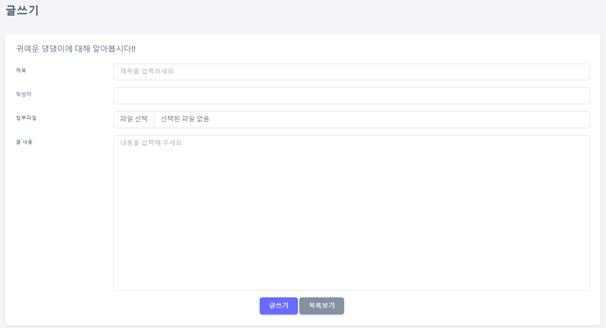 글쓰기
귀여운 댕댕이에 대해 알아봅시다!!
제목
제목을 입력하세요
작성자
첨부파일
파일 선택 선택된 파일 없음
글 내용
내용을 입력해 주세요.
글쓰기 목록보기